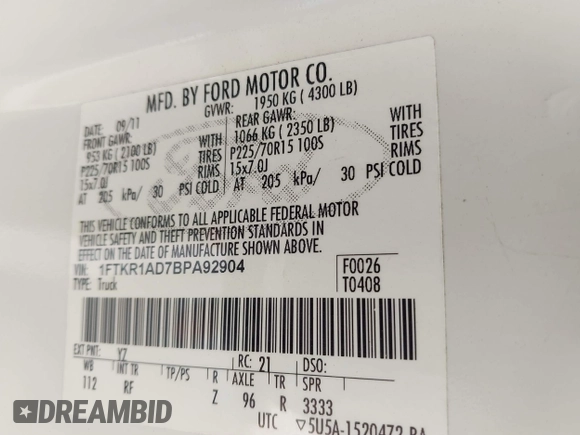 MFD. BY FORD MOTOR CO.
DATE: 09/11 GVWR: 1950 KG (4300 LB)
FRONT GAWR: REAR GAWR:
953 KG (2100 LB) WITH 1066 KG (2350 LB) WITH
P225/70R15 100S TIRES P225/70R15 100S TIRES
15x7.0J RIMS 15x7.0J RIMS
AT 205 kPa/ 30 PSI COLD AT 205 kPa/ 30 PSI COLD
THIS VEHICLE CONFORMS TO ALL APPLICABLE FEDERAL MOTOR
VEHICLE SAFETY AND THEFT PREVENTION STANDARDS IN
EFFECT ON THE DATE OF MANUFACTURE SHOWN ABOVE.
VIN: 1FTKR1AD7BPA92904 F0026
TYPE: Truck T0408
EXT PNT: YZ RC: 21 DSO:
WB INT TR TP/PS R AXLE TR SPR
112 RF Z 96 R 3333
UTC ▽5U5A-1520472-BA
©DREAMBID